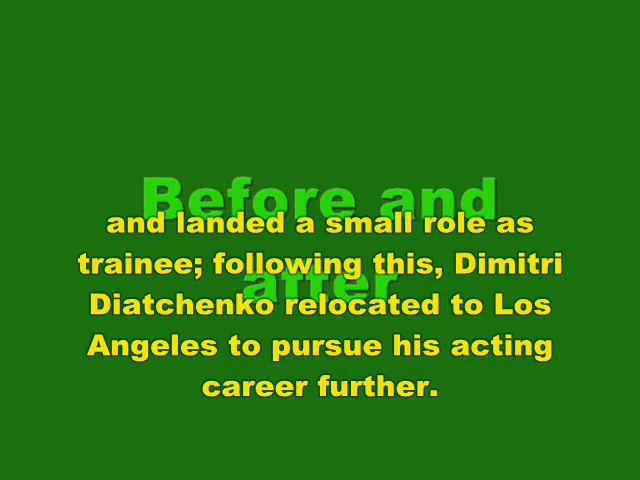 Before and
after
and landed a small role as
trainee; following this, Dimitri
Diatchenko relocated to Los
Angeles to pursue his acting
career further.